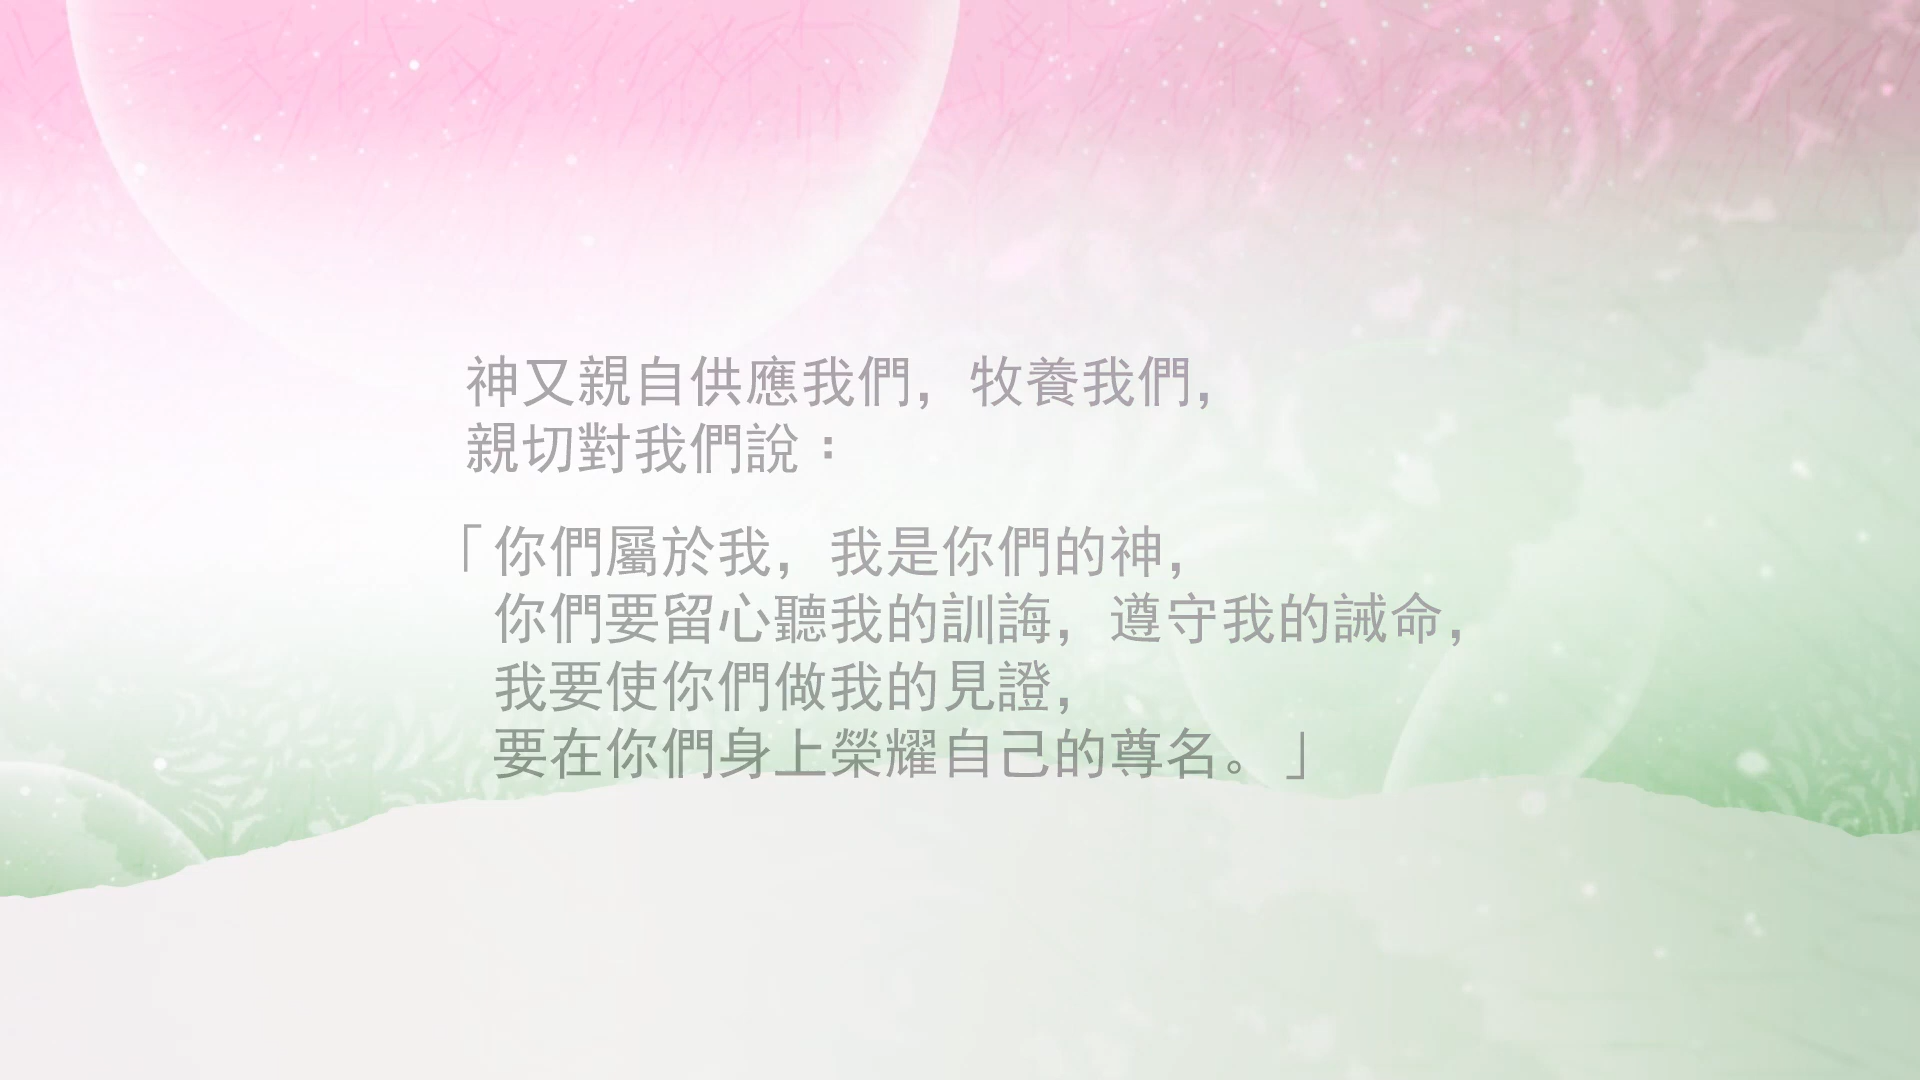 神又親自供應我們，牧養我們，
親切對我們說：
「你們屬於我，我是你們的神，
你們要留心聽我的訓誨，遵守我的誡命，
我要使你們做我的見證，
要在你們身上榮耀自己的尊名。」